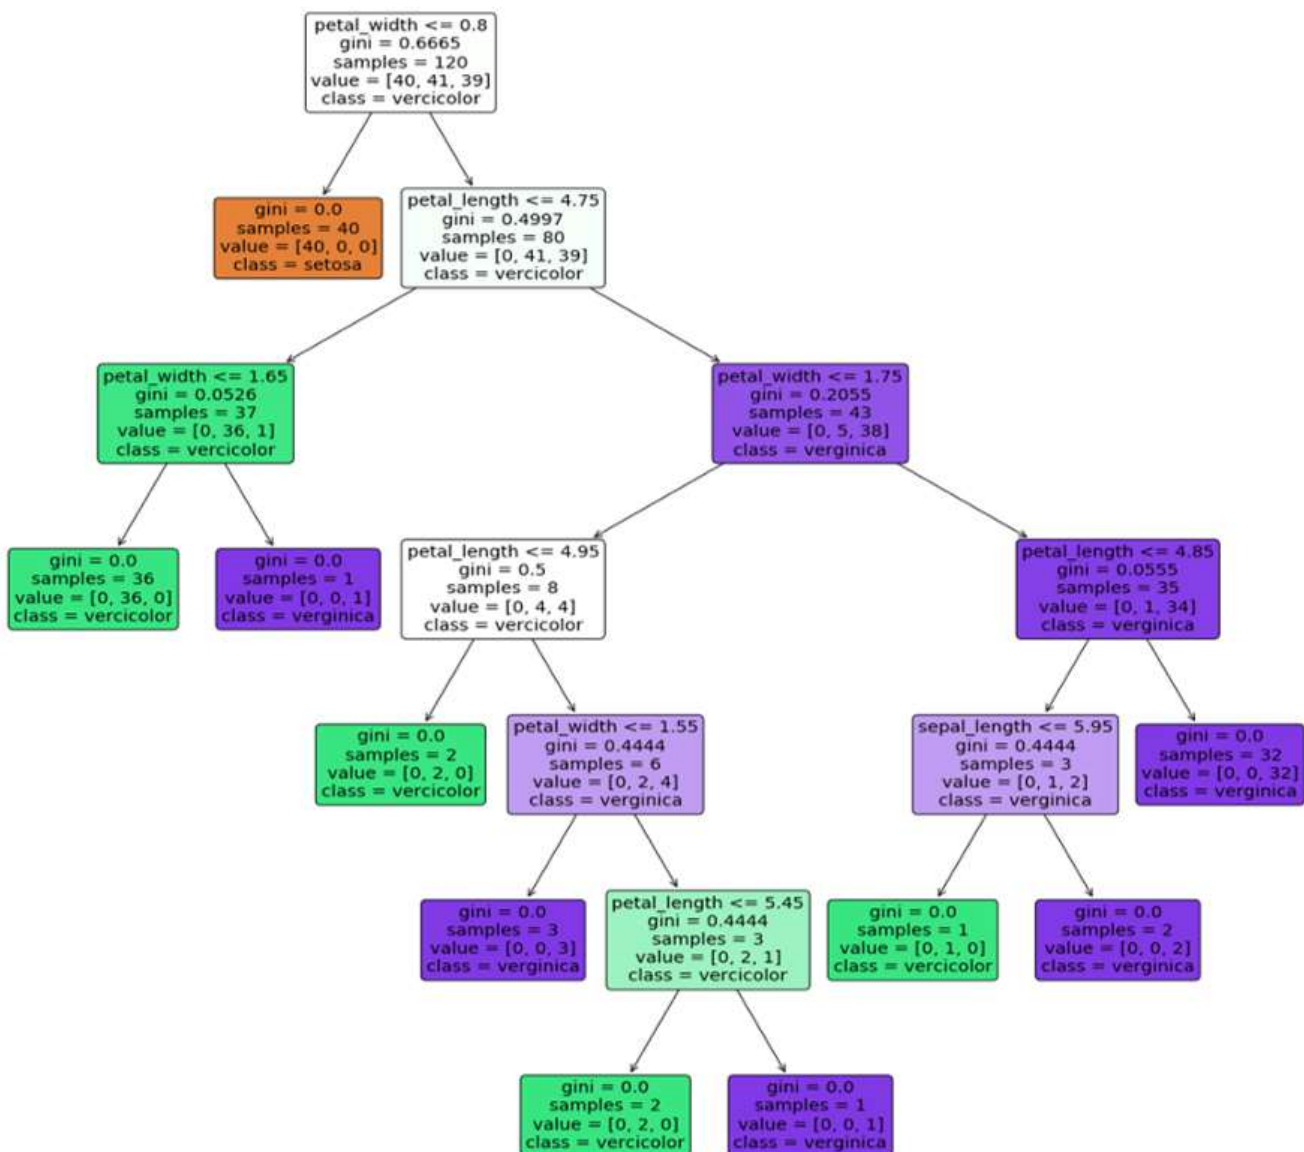 petal_width <= 0.8
gini = 0.6665
samples = 120
value = [40, 41, 39]
class = vercicolor
gini = 0.0
samples = 40
value = [40, 0, 0]
class = setosa
petal_length <= 4.75
gini = 0.4997
samples = 80
value = [0, 41, 39]
class = vercicolor
petal_width <= 1.65
gini = 0.0526
samples = 37
value = [0, 36, 1]
class = vercicolor
petal_width <= 1.75
gini = 0.2055
samples = 43
value = [0, 5, 38]
class = verginica
gini = 0.0
samples = 36
value = [0, 36, 0]
class = vercicolor
gini = 0.0
samples = 1
value = [0, 0, 1]
class = verginica
petal_length <= 4.95
gini = 0.5
samples = 8
value = [0, 4, 4]
class = vercicolor
petal_length <= 4.85
gini = 0.0555
samples = 35
value = [0, 1, 34]
class = verginica
gini = 0.0
samples = 2
value = [0, 2, 0]
class = vercicolor
petal_width <= 1.55
gini = 0.4444
samples = 6
value = [0, 2, 4]
class = verginica
sepal_length <= 5.95
gini = 0.4444
samples = 3
value = [0, 1, 2]
class = verginica
gini = 0.0
samples = 32
value = [0, 0, 32]
class = verginica
gini = 0.0
samples = 3
value = [0, 0, 3]
class = verginica
petal_length <= 5.45
gini = 0.4444
samples = 3
value = [0, 2, 1]
class = vercicolor
gini = 0.0
samples = 1
value = [0, 1, 0]
class = vercicolor
gini = 0.0
samples = 2
value = [0, 0, 2]
class = verginica
gini = 0.0
samples = 2
value = [0, 2, 0]
class = vercicolor
gini = 0.0
samples = 1
value = [0, 0, 1]
class = verginica